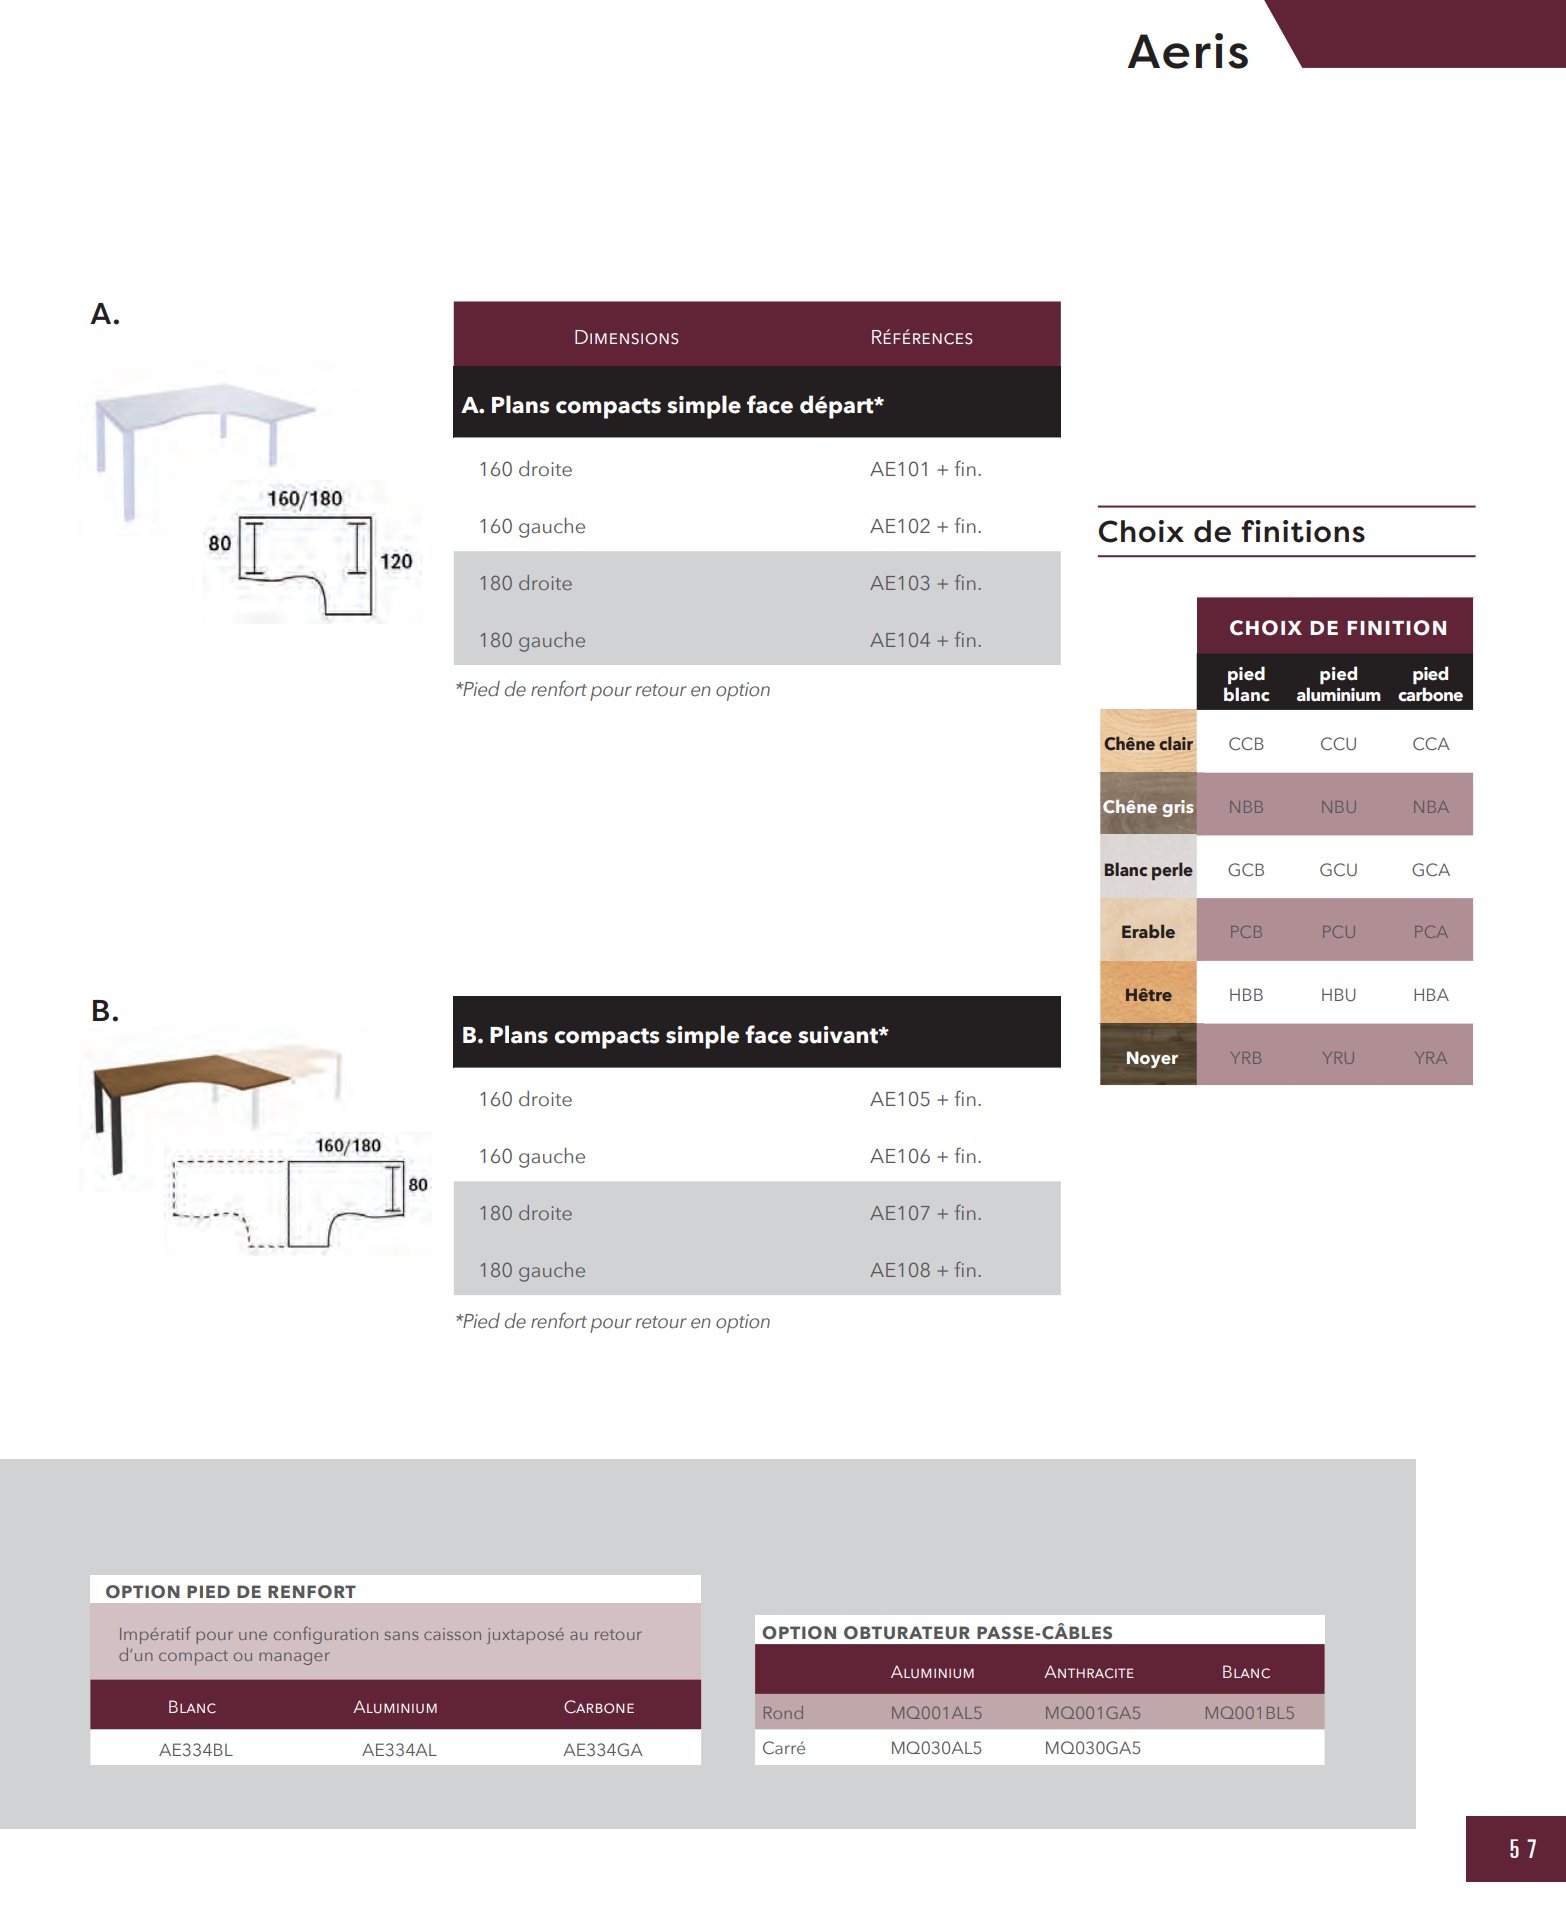 Aeris
A.
160/180
80
120
DIMENSIONS RÉFÉRENCES
A. Plans compacts simple face départ*
160 droite AE101 + fin.
160 gauche AE102 + fin.
180 droite AE103 + fin.
180 gauche AE104 + fin.
*Pied de renfort pour retour en option
Choix de finitions
CHOIX DE FINITION
pied blanc pied aluminium pied carbone
Chêne clair CCB CCU CCA
Chêne gris NBB NBU NBA
Blanc perle GCB GCU GCA
Erable PCB PCU PCA
Hêtre HBB HBU HBA
Noyer YRB YRU YRA
B.
160/180
80
B. Plans compacts simple face suivant*
160 droite AE105 + fin.
160 gauche AE106 + fin.
180 droite AE107 + fin.
180 gauche AE108 + fin.
*Pied de renfort pour retour en option
OPTION PIED DE RENFORT
Impératif pour une configuration sans caisson juxtaposé au retour
d'un compact ou manager
BLANC ALUMINIUM CARBONE
AE334BL AE334AL AE334GA
OPTION OBTURATEUR PASSE-CÂBLES
ALUMINIUM ANTHRACITE BLANC
Rond MQ001AL5 MQ001GA5 MQ001BL5
Carré MQ030AL5 MQ030GA5
57